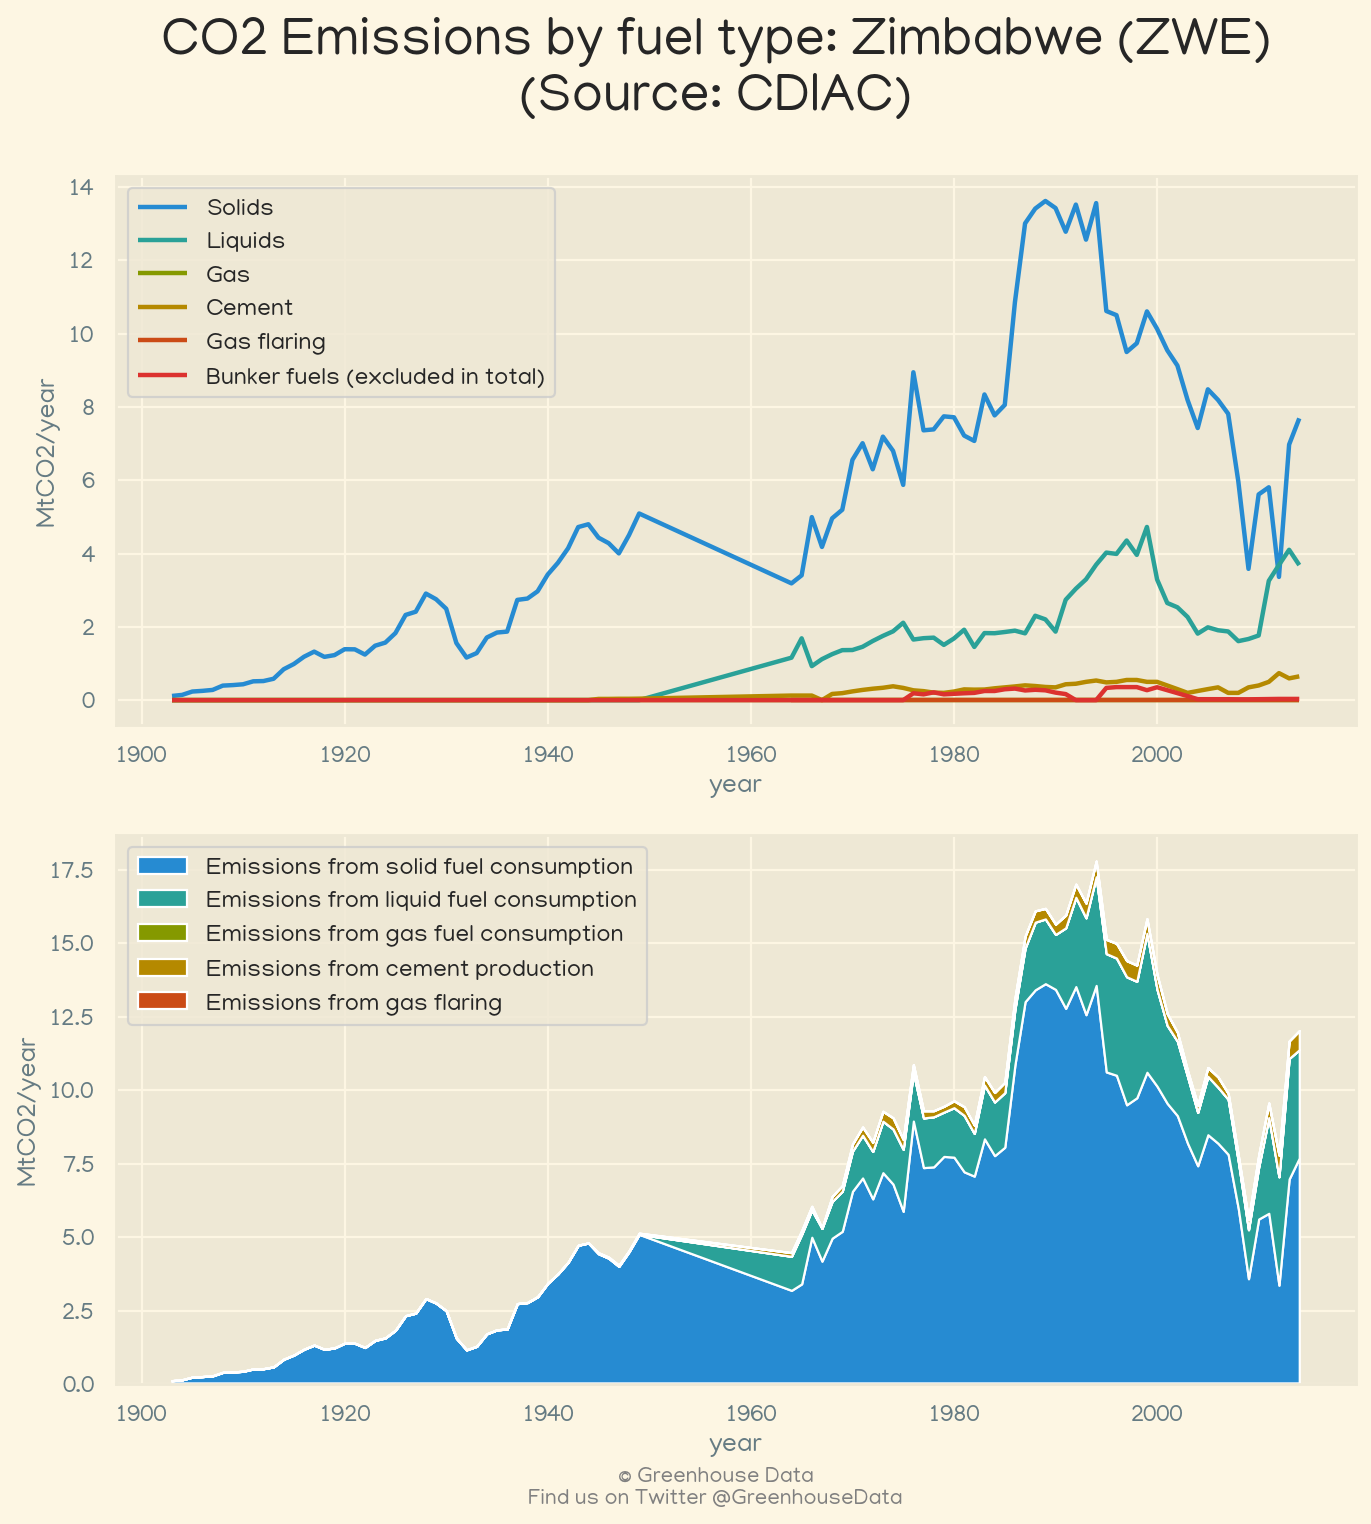 CO2 Emissions by fuel type: Zimbabwe (ZWE)
(Source: CDIAC)
14
12
10
8
6
4
2
0
MtCO2/year
Solids
Liquids
Gas
Cement
Gas flaring
Bunker fuels (excluded in total)
1900 1920 1940 1960 1980 2000
year
17.5
15.0
12.5
10.0
7.5
5.0
2.5
0.0
MtCO2/year
Emissions from solid fuel consumption
Emissions from liquid fuel consumption
Emissions from gas fuel consumption
Emissions from cement production
Emissions from gas flaring
1900 1920 1940 1960 1980 2000
year
© Greenhouse Data
Find us on Twitter @GreenhouseData